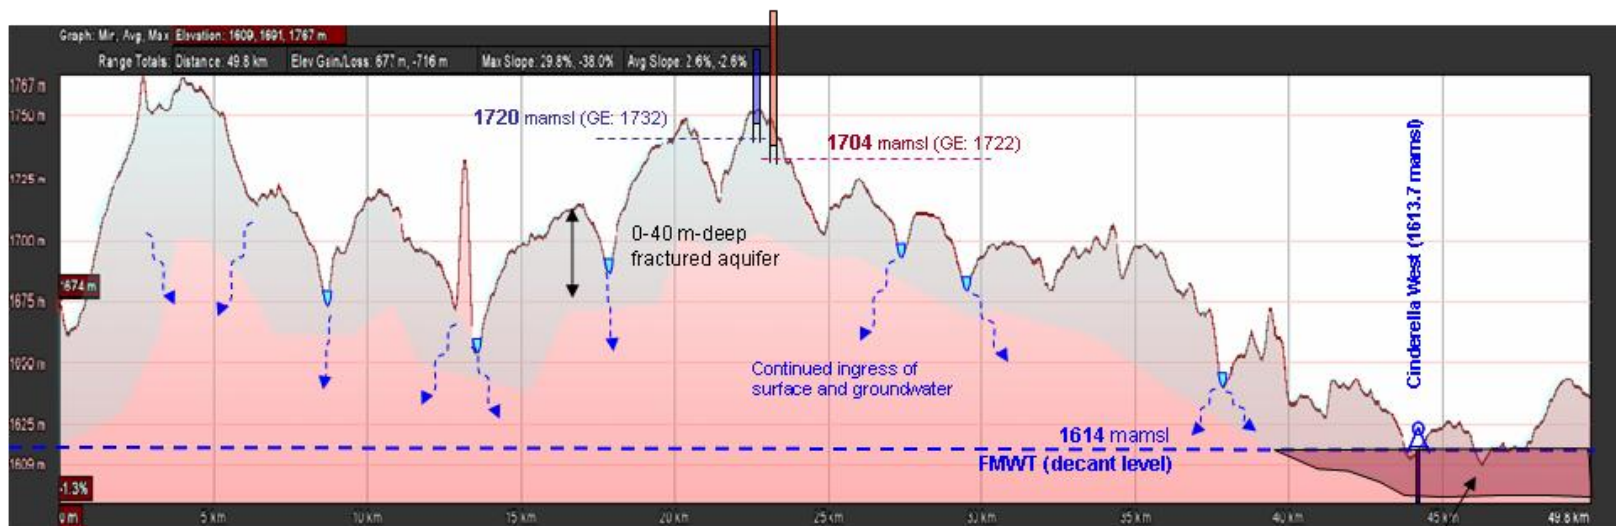 Graph: Min, Avg, Max Elevation: 1609, 1691, 1767 m
Range Totals: Distance: 49.8 km Elev Gain/Loss: 677 m, -716 m Max Slope: 29.8%, -38.0% Avg Slope: 2.6%, -2.6%
1767 m
1750 m
1725 m
1700 m
1674 m
1675 m
1650 m
1625 m
1609 m
-1.3%
1720 mamsl (GE: 1732)
1704 mamsl (GE: 1722)
0-40 m-deep
fractured aquifer
Continued ingress of
surface and groundwater
Cinderella West (1613.7 mamsl)
1614 mamsl
FMWT (decant level)
0 m 5 km 10 km 15 km 20 km 25 km 30 km 35 km 40 km 45 km 49.8 km